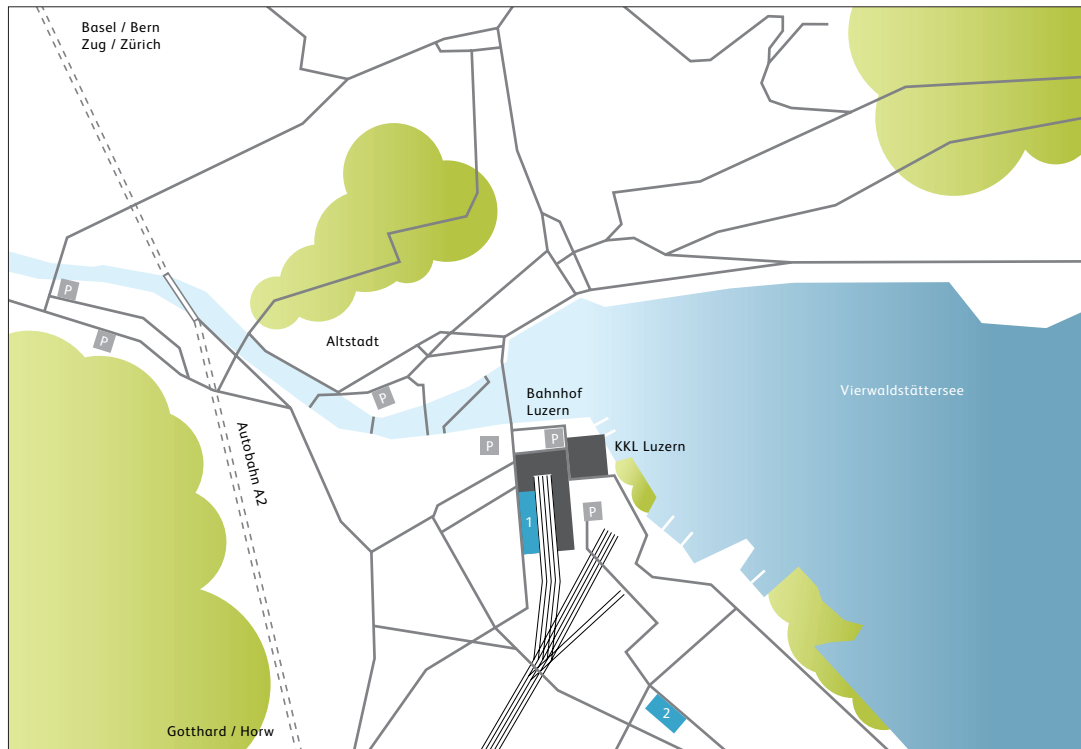 Basel / Bern
Zug / Zürich
P
P
Altstadt
P
Vierwaldstättersee
Bahnhof
Luzern
P
P
KKL Luzern
Autobahn A2
1
P
2
Gotthard / Horw